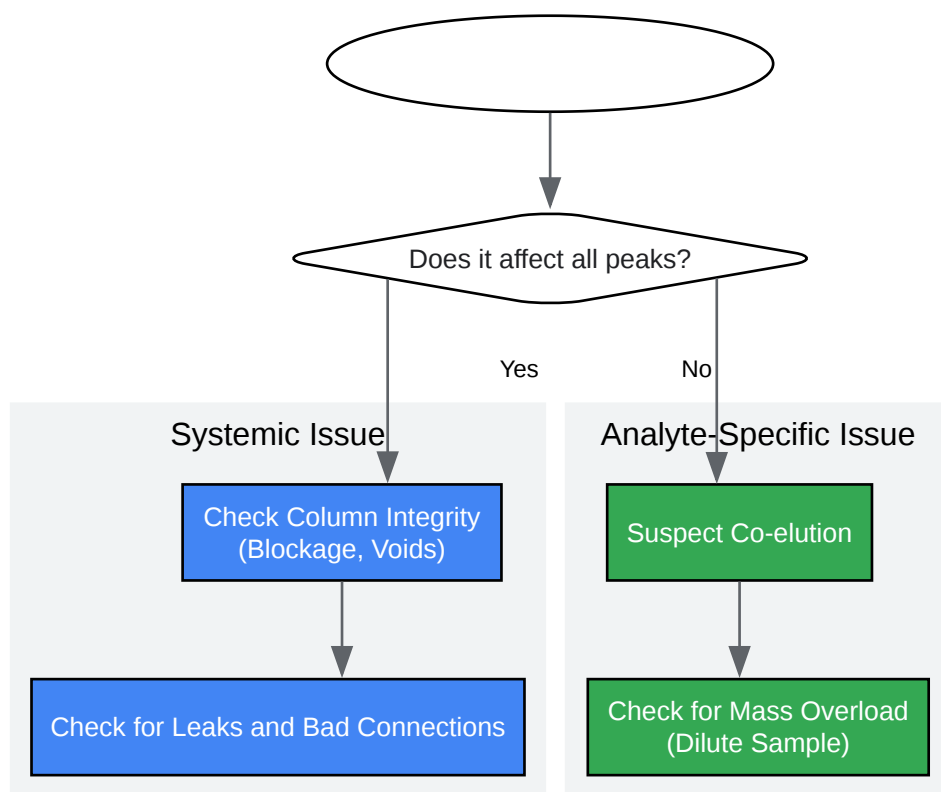 Does it affect all peaks?
Yes
No
Systemic Issue
Analyte-Specific Issue
Check Column Integrity
(Blockage, Voids)
Suspect Co-elution
Check for Leaks and Bad Connections
Check for Mass Overload
(Dilute Sample)